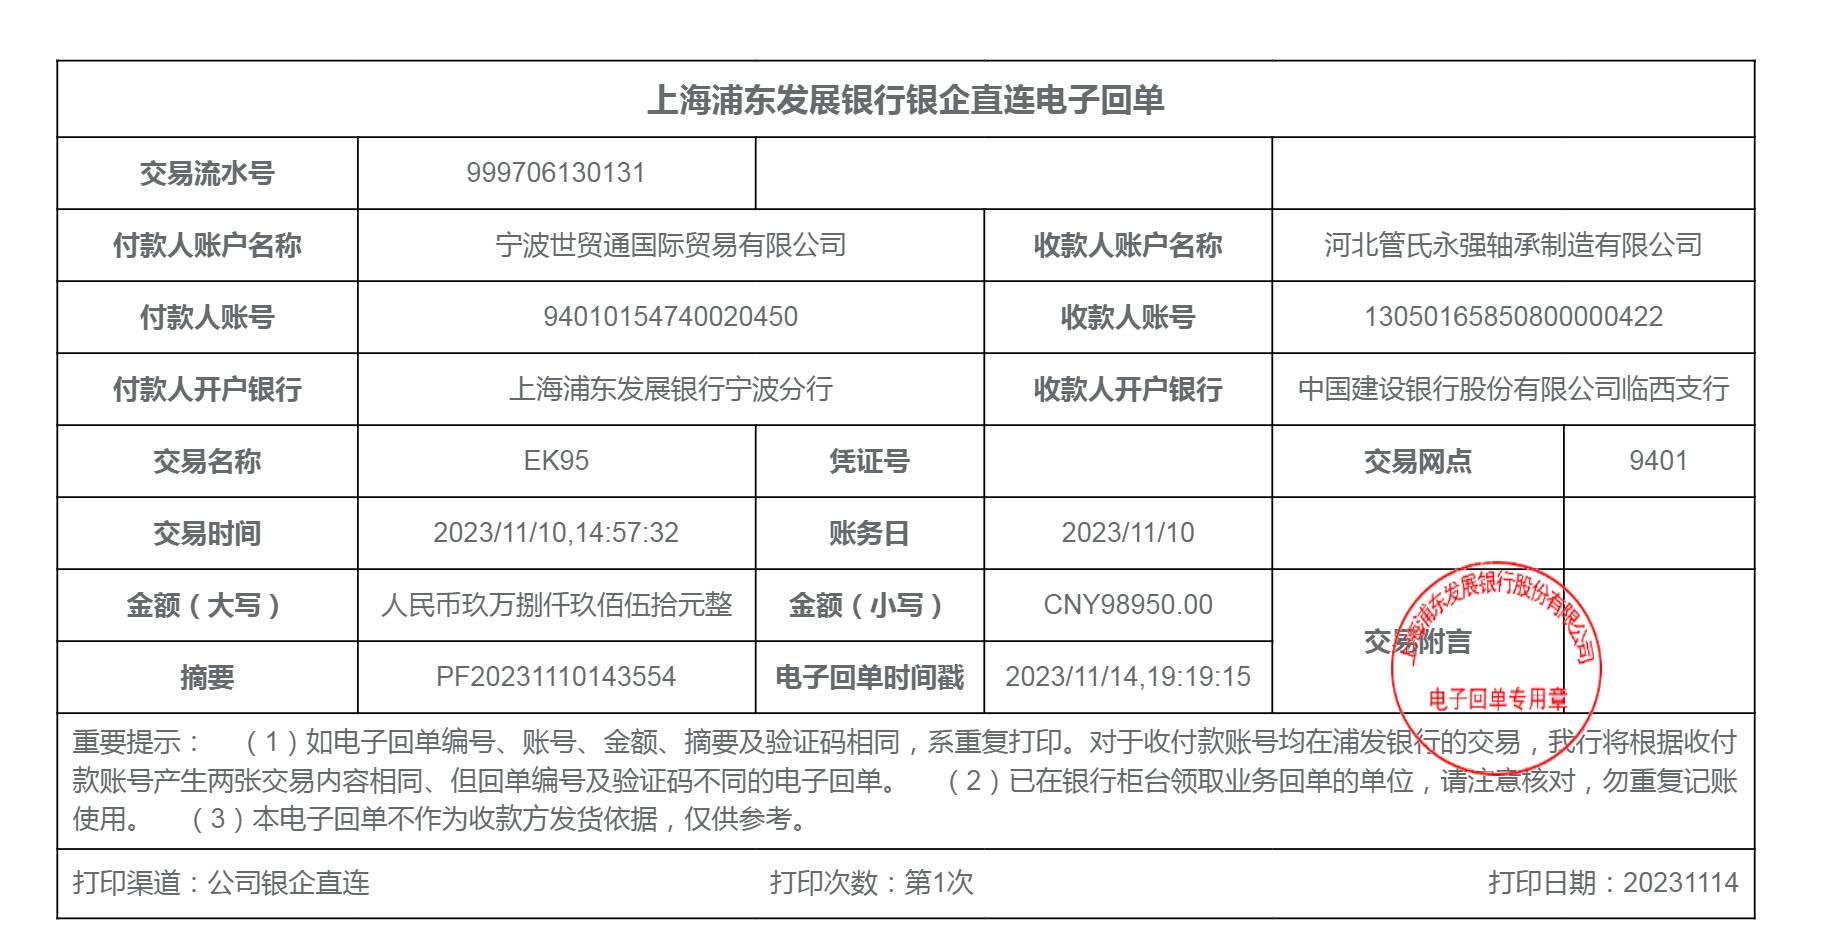 上海浦东发展银行银企直连电子回单
交易流水号 999706130131
付款人账户名称 宁波世贸通国际贸易有限公司 收款人账户名称 河北管氏永强轴承制造有限公司
付款人账号 94010154740020450 收款人账号 13050165850800000422
付款人开户银行 上海浦东发展银行宁波分行 收款人开户银行 中国建设银行股份有限公司临西支行
交易名称 EK95 凭证号 交易网点 9401
交易时间 2023/11/10,14:57:32 账务日 2023/11/10
金额（大写） 人民币玖万捌仟玖佰伍拾元整 金额（小写） CNY98950.00
交易附言
摘要 PF20231110143554 电子回单时间戳 2023/11/14,19:19:15
上海浦东发展银行股份有限公司
电子回单专用章
重要提示： （1）如电子回单编号、账号、金额、摘要及验证码相同，系重复打印。对于收付款账号均在浦发银行的交易，我行将根据收付
款账号产生两张交易内容相同、但回单编号及验证码不同的电子回单。 （2）已在银行柜台领取业务回单的单位，请注意核对，勿重复记账
使用。 （3）本电子回单不作为收款方发货依据，仅供参考。
打印渠道：公司银企直连 打印次数：第1次 打印日期：20231114